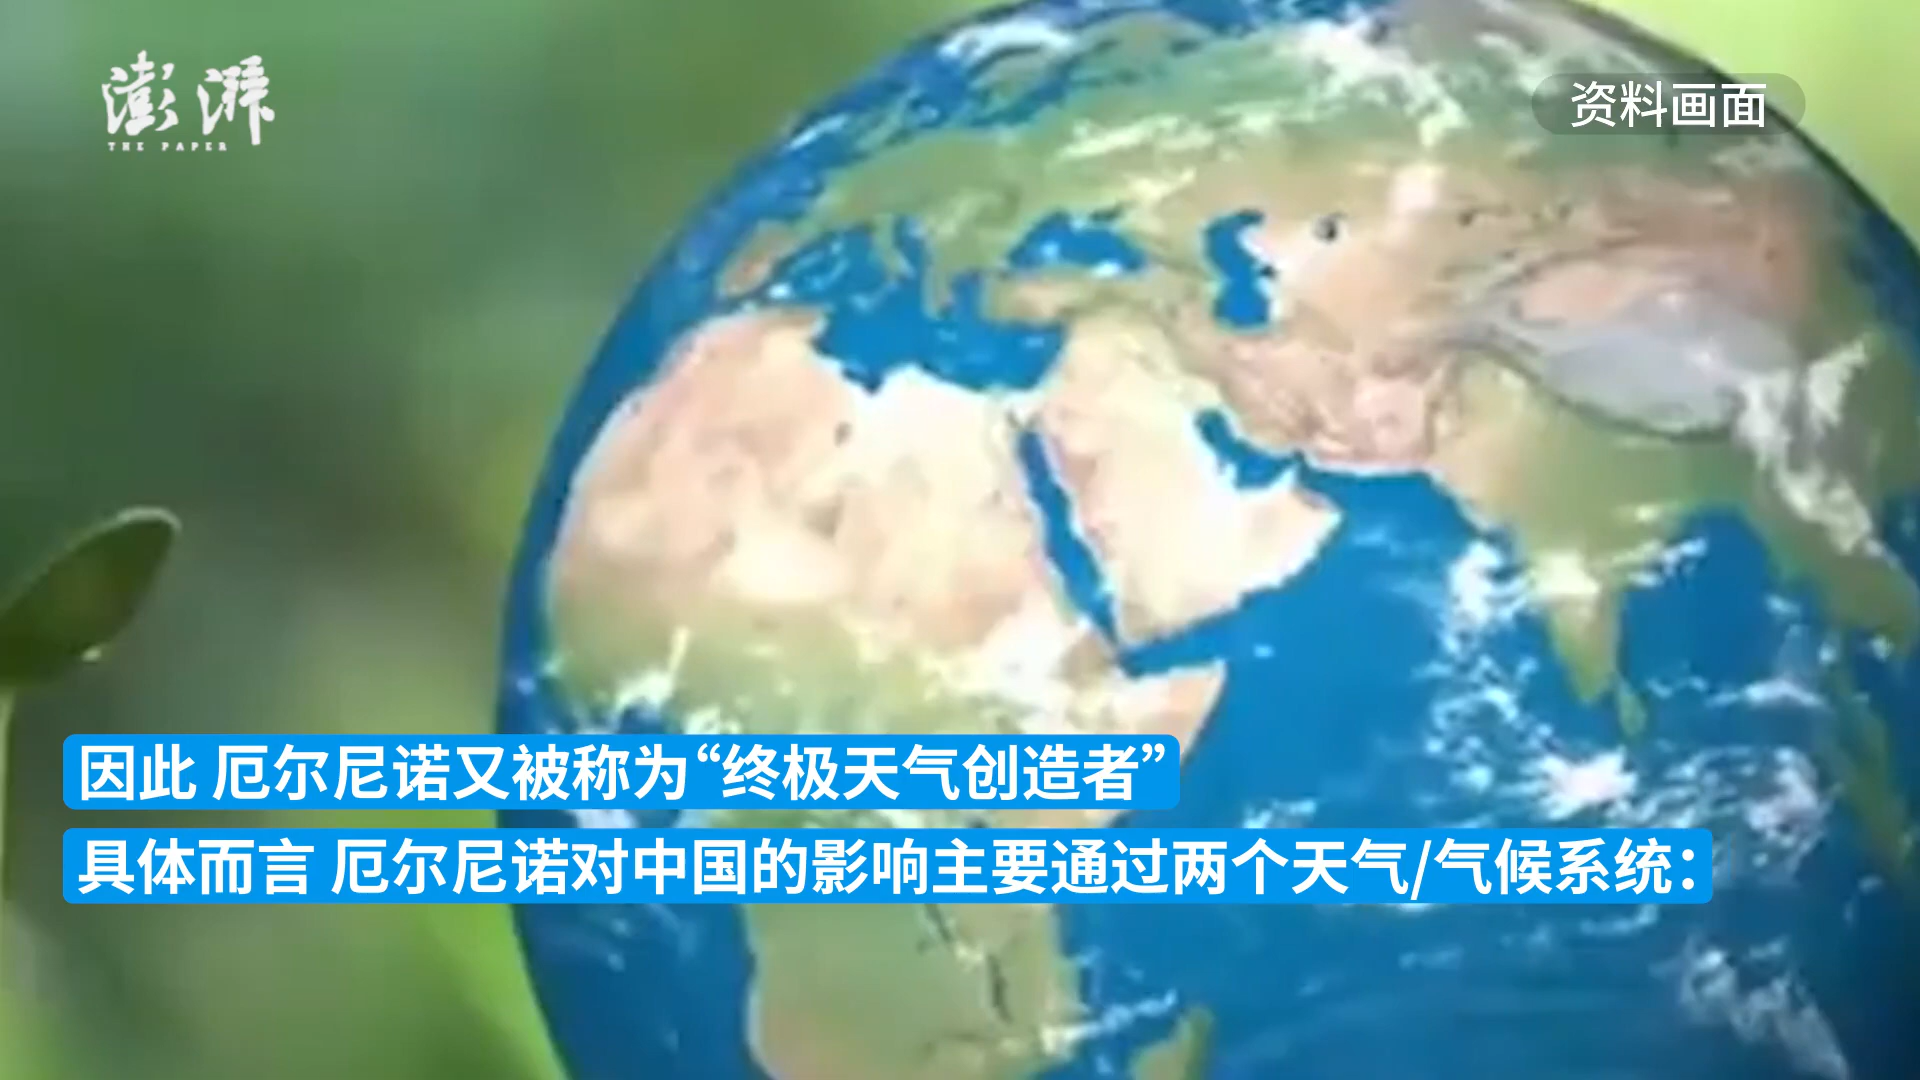 澎湃
THE PAPER
资料画面
因此 厄尔尼诺又被称为“终极天气创造者”
具体而言 厄尔尼诺对中国的影响主要通过两个天气/气候系统：